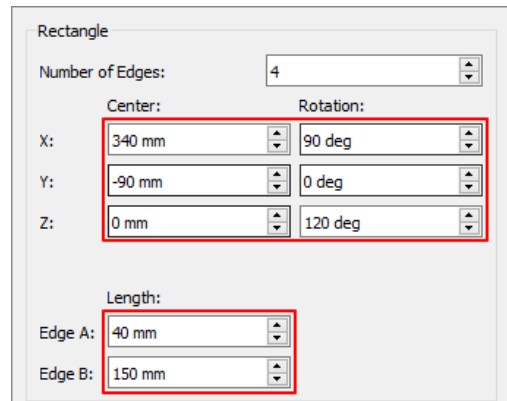 Rectangle
Number of Edges: 4
Center: Rotation:
X: 340 mm 90 deg
Y: -90 mm 0 deg
Z: 0 mm 120 deg
Length:
Edge A: 40 mm
Edge B: 150 mm